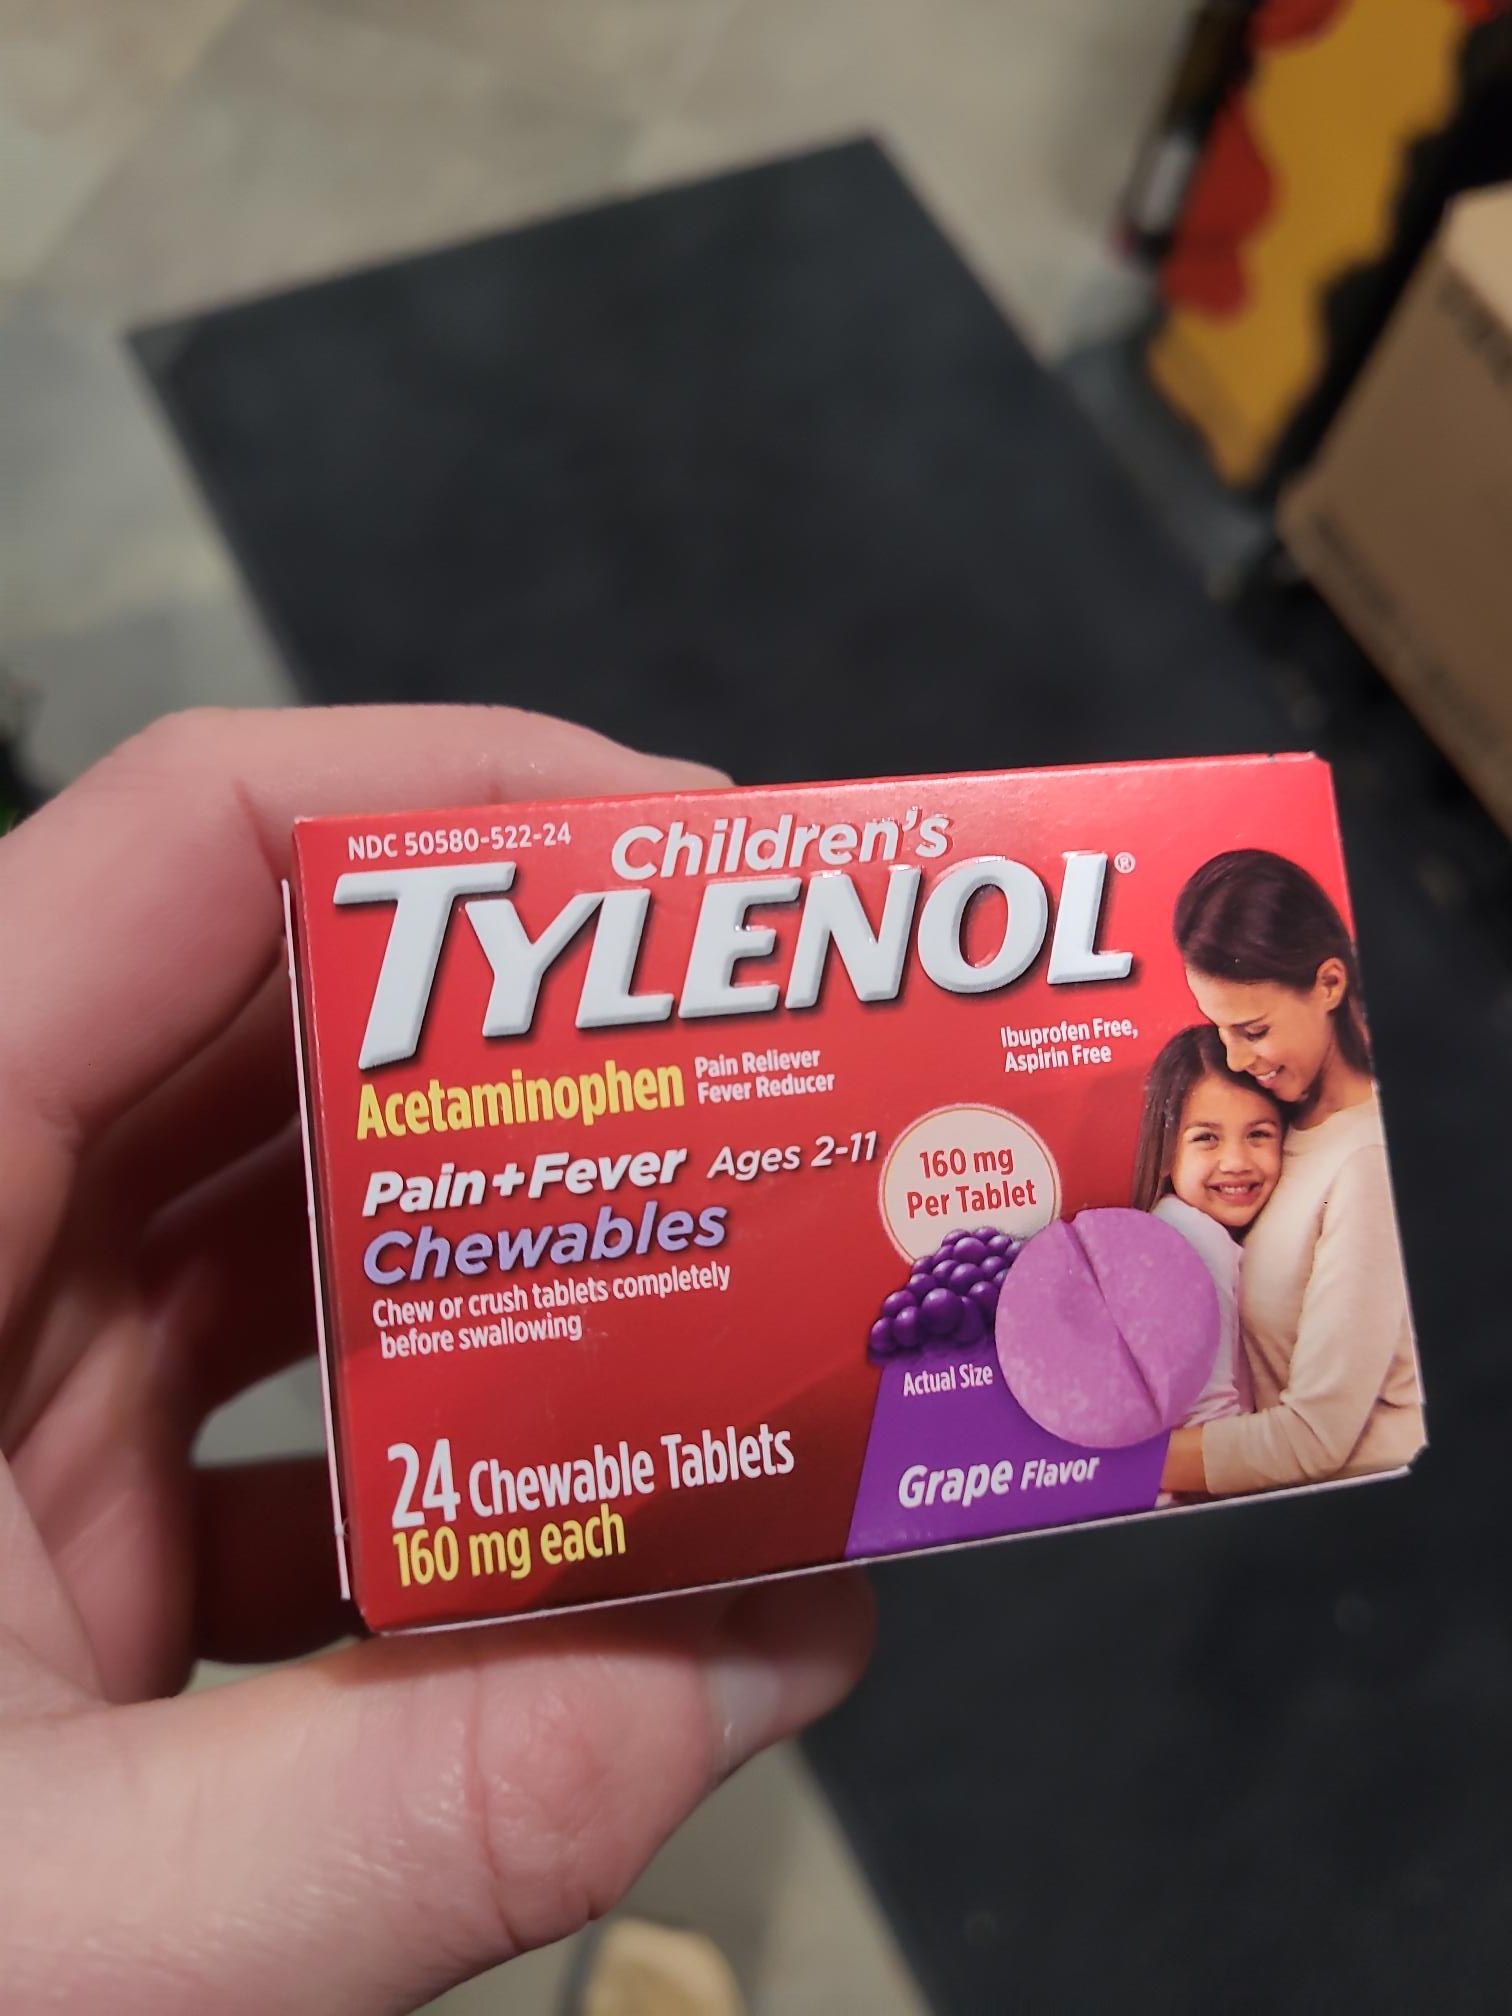 NDC 50580-522-24
Children's
TYLENOL®
Acetaminophen
Pain Reliever
Fever Reducer
Ibuprofen Free,
Aspirin Free
Pain+Fever Ages 2-11
Chewables
Chew or crush tablets completely
before swallowing
160 mg
Per Tablet
Actual Size
24 Chewable Tablets
160 mg each
Grape Flavor